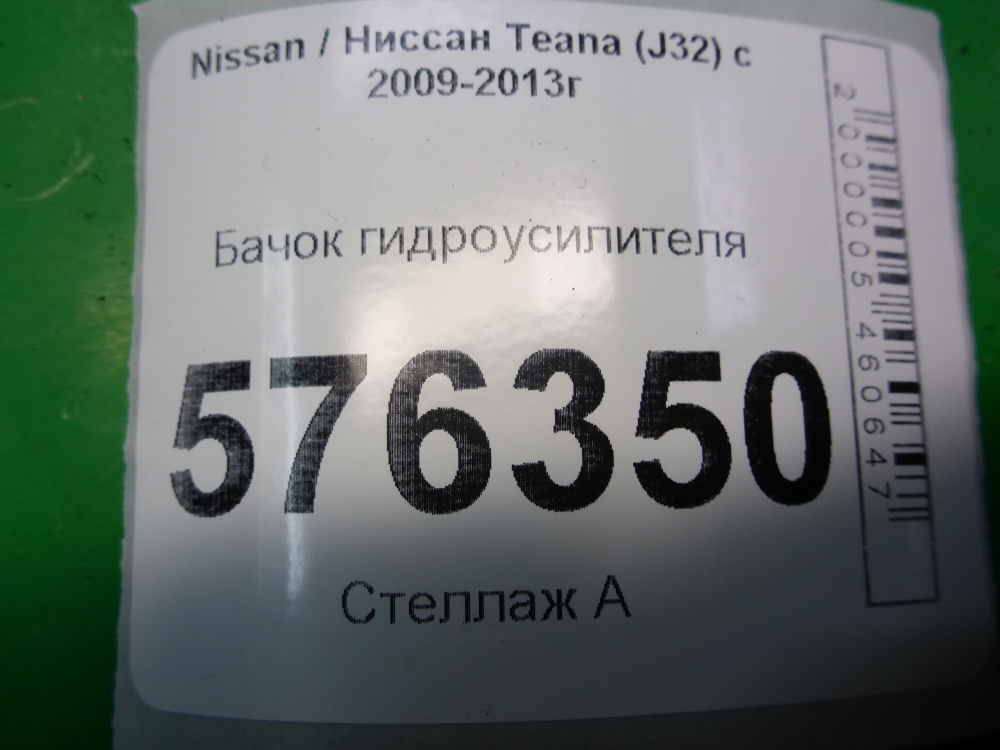 Nissan / Ниссан Teana (J32) с
2009-2013г
Бачок гидроусилителя
576350
Стеллаж А
2000005460647